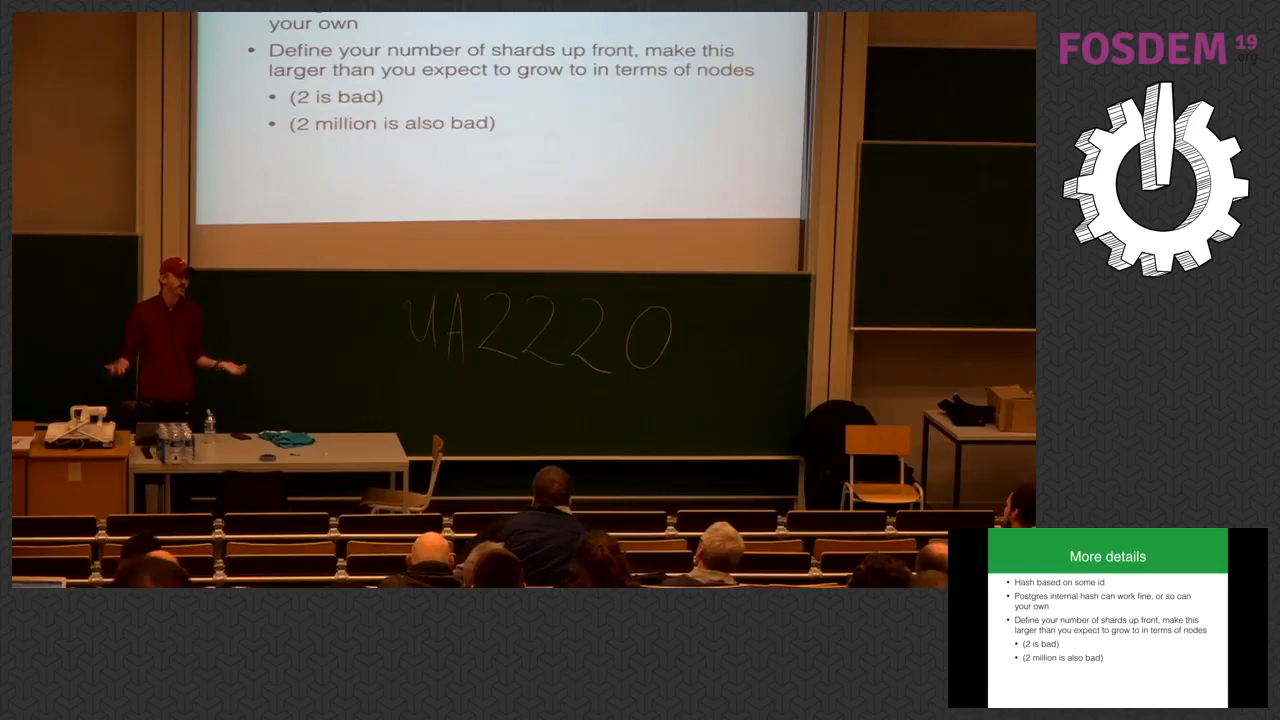 your own
• Define your number of shards up front, make this
larger than you expect to grow to in terms of nodes
• (2 is bad)
• (2 million is also bad)
UA2220
FOSDEM 19
.org
More details
• Hash based on some id
• Postgres internal hash can work fine, or so can
your own
• Define your number of shards up front, make this
larger than you expect to grow to in terms of nodes
• (2 is bad)
• (2 million is also bad)